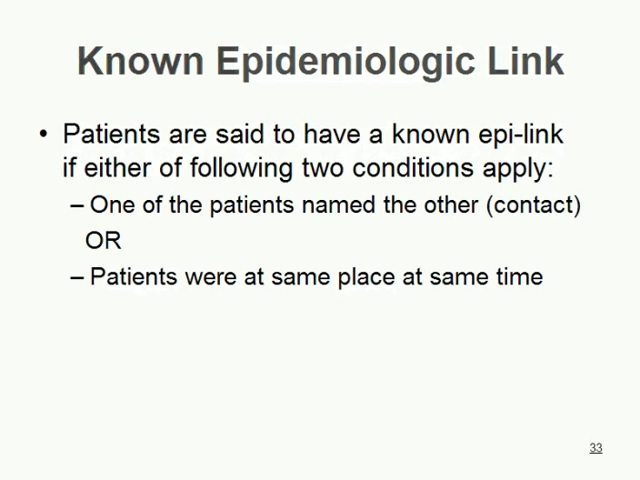 Known Epidemiologic Link
• Patients are said to have a known epi-link
if either of following two conditions apply:
– One of the patients named the other (contact)
OR
– Patients were at same place at same time
33